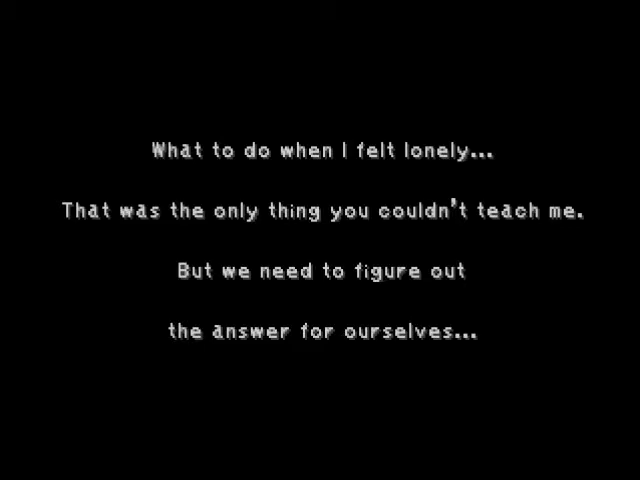 What to do when I felt lonely...
That was the only thing you couldn't teach me.
But we need to figure out
the answer for ourselves...